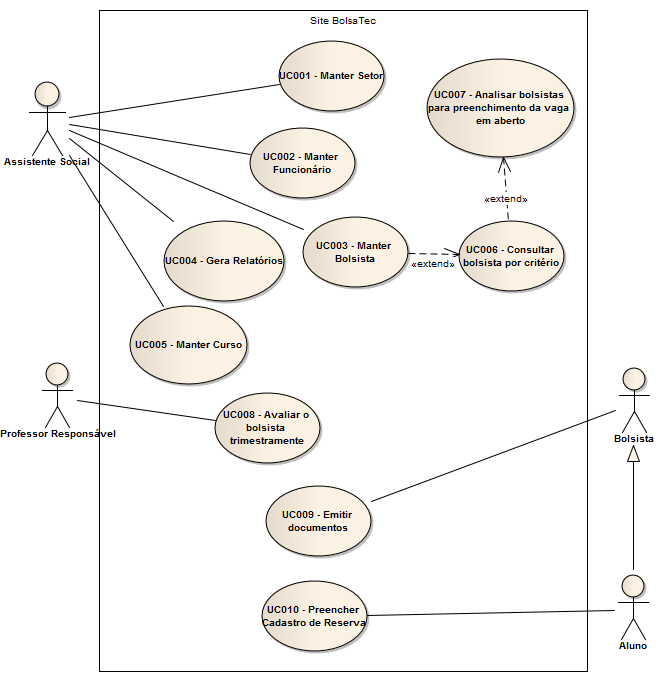 Site BolsaTec
UC001 - Manter Setor
UC007 - Analisar bolsistas
para preenchimento da vaga
em aberto
Assistente Social
UC002 - Manter
Funcionário
«extend»
UC003 - Manter
Bolsista
UC006 - Consultar
bolsista por critério
«extend»
UC004 - Gera Relatórios
UC005 - Manter Curso
Professor Responsável
UC008 - Avaliar o
bolsista
trimestramente
Bolsista
UC009 - Emitir
documentos
UC010 - Preencher
Cadastro de Reserva
Aluno